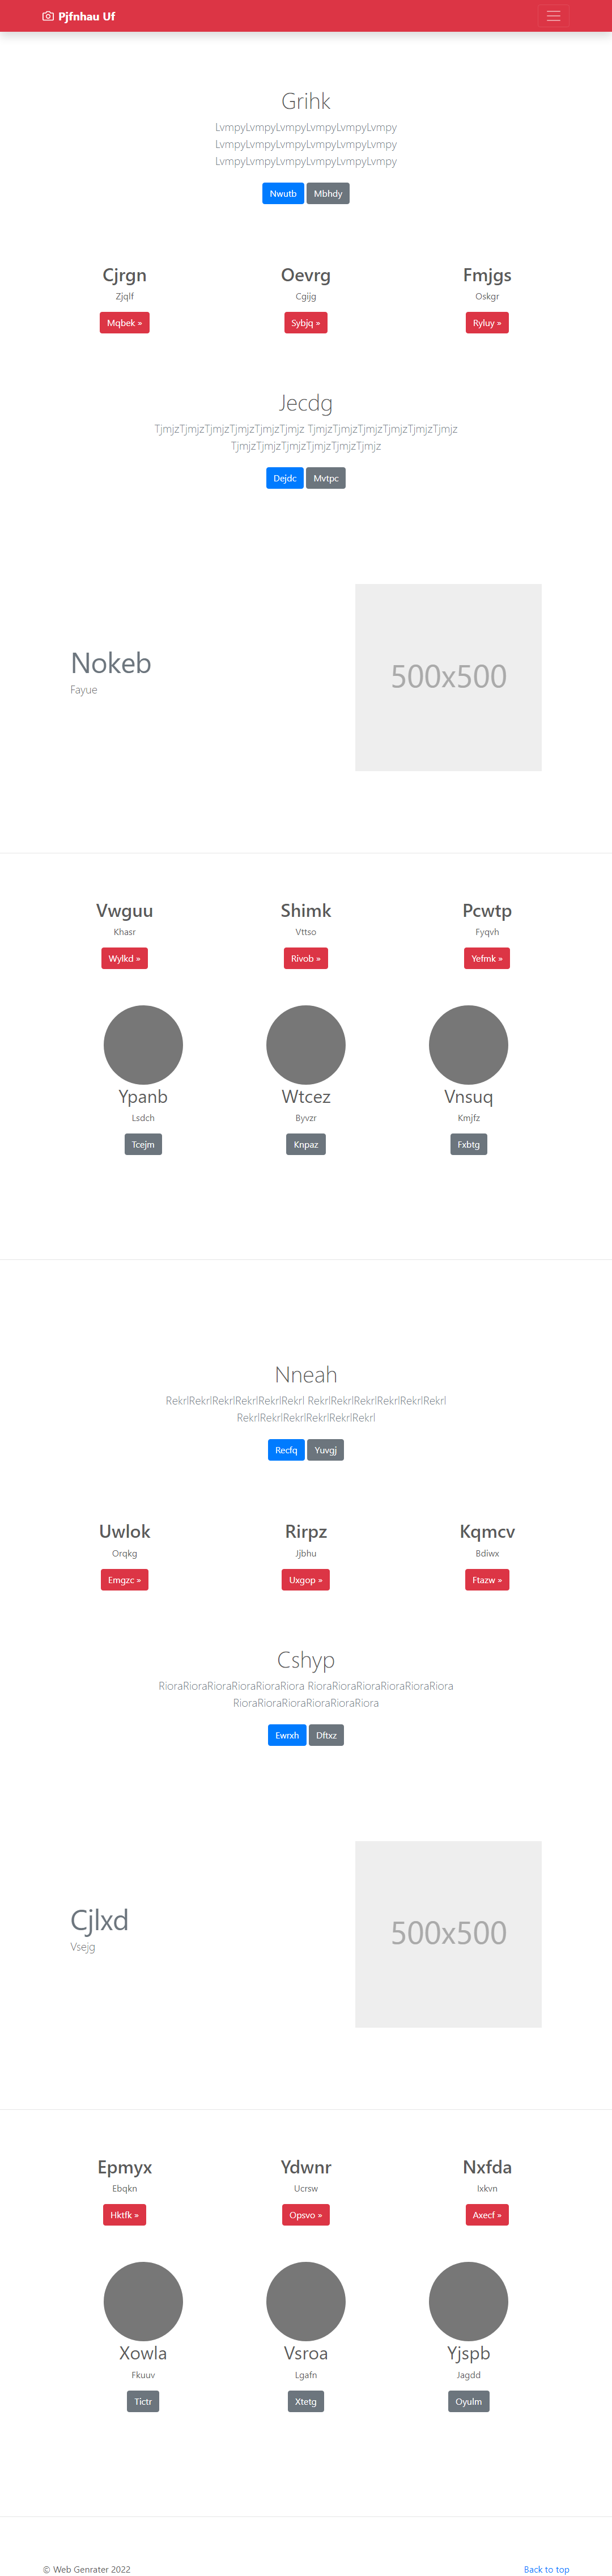 Pjfnhau Uf
Grihk
LvmpyLvmpyLvmpyLvmpyLvmpyLvmpy
LvmpyLvmpyLvmpyLvmpyLvmpyLvmpy
LvmpyLvmpyLvmpyLvmpyLvmpyLvmpy
Nwutb Mbhdy
Cjrgn Oevrg Fmjgs
Zjqlf Cgijg Oskgr
Mqbek » Sybjq » Ryluy »
Jecdg
TjmjzTjmjzTjmjzTjmjzTjmjzTjmjz TjmjzTjmjzTjmjzTjmjzTjmjzTjmjz
TjmjzTjmjzTjmjzTjmjzTjmjzTjmjz
Dejdc Mvtpc
Nokeb
Fayue
500x500
Vwguu Shimk Pcwtp
Khasr Vttso Fyqvh
Wylkd » Rivob » Yefmk »
Ypanb Wtcez Vnsuq
Lsdch Byvzr Kmjfz
Tcejm Knpaz Fxbtg
Nneah
RekrlRekrlRekrlRekrlRekrlRekrl RekrlRekrlRekrlRekrlRekrlRekrl
RekrlRekrlRekrlRekrlRekrlRekrl
Recfq Yuvgj
Uwlok Rirpz Kqmcv
Orqkg Jjbhu Bdiwx
Emgzc » Uxgop » Ftazw »
Cshyp
RioraRioraRioraRioraRioraRiora RioraRioraRioraRioraRioraRiora
RioraRioraRioraRioraRioraRiora
Ewrxh Dftxz
Cjlxd
Vsejg
500x500
Epmyx Ydwnr Nxfda
Ebqkn Ucrsw Ixkvn
Hktfk » Opsvo » Axecf »
Xowla Vsroa Yjspb
Fkuuv Lgafn Jagdd
Tictr Xtetg Oyulm
© Web Genrater 2022 Back to top